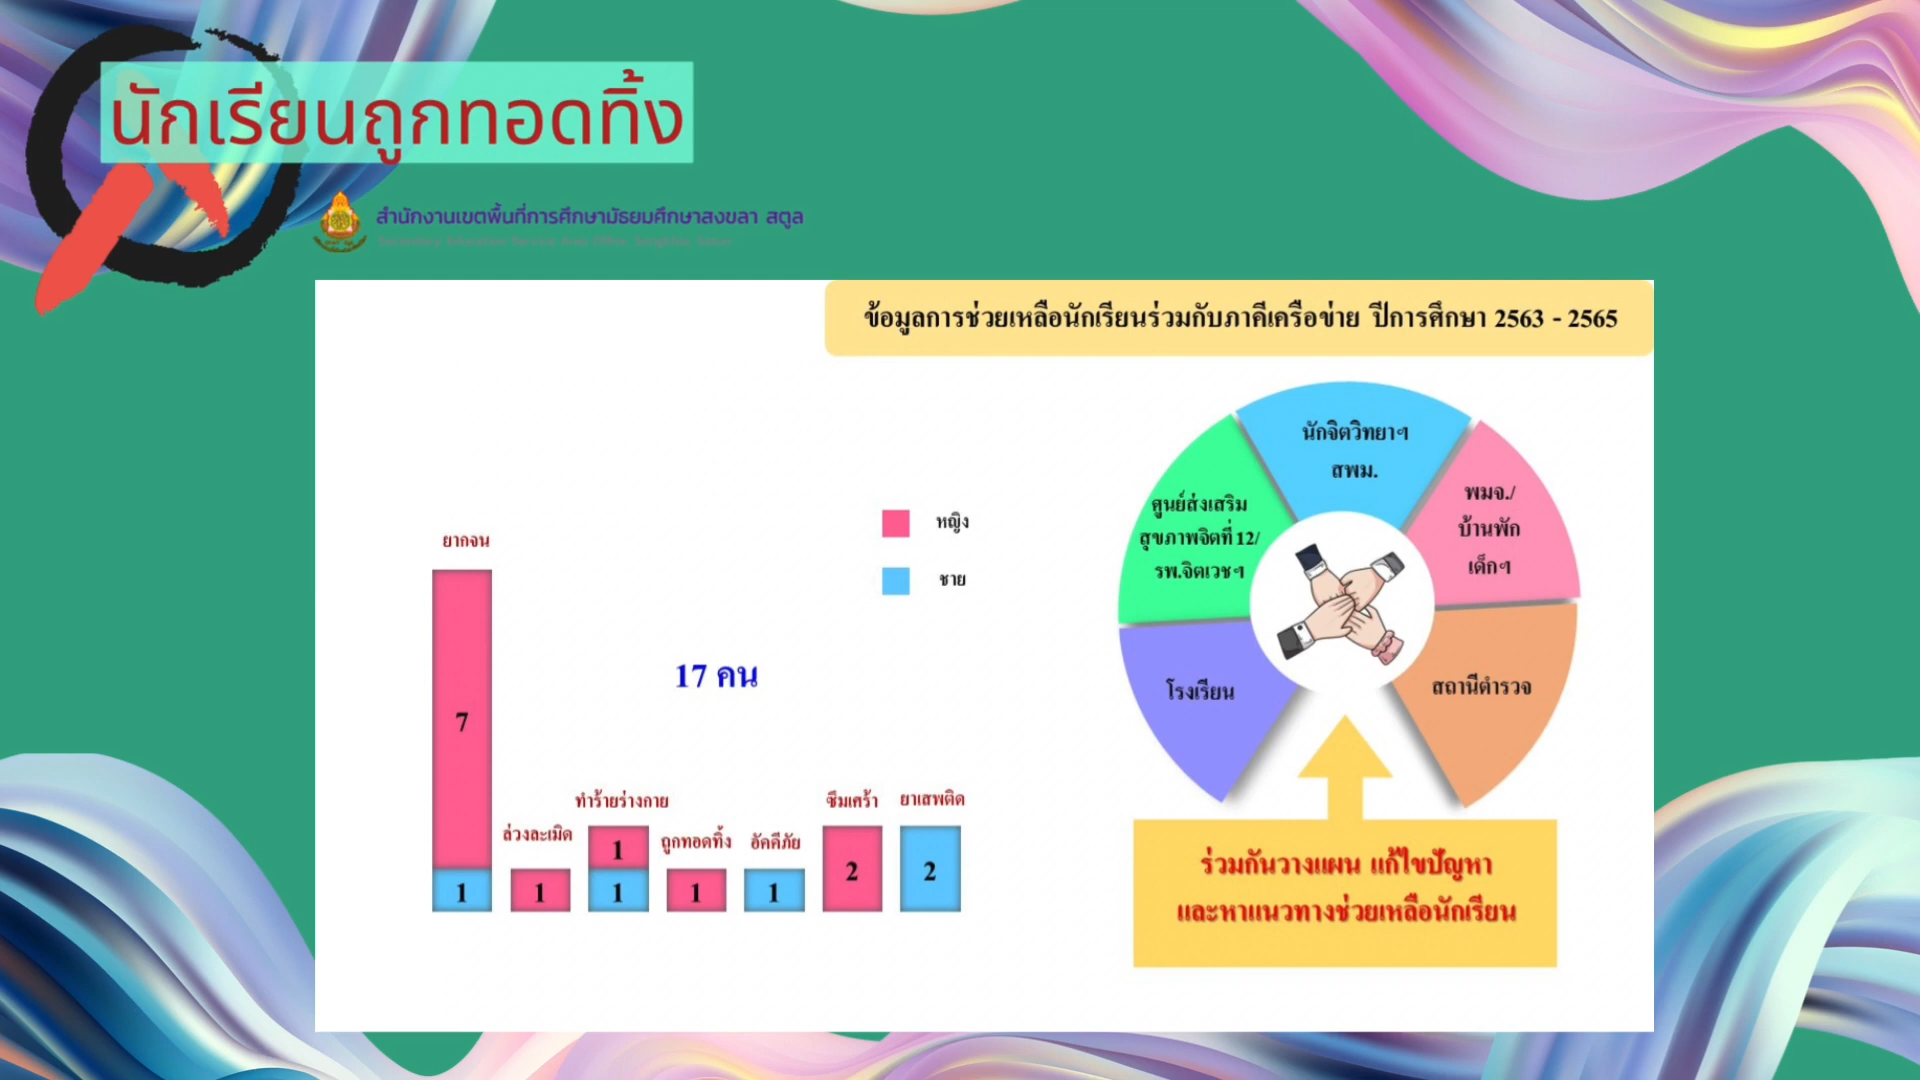 นักเรียนถูกทอดทิ้ง
สำนักงานเขตพื้นที่การศึกษามัธยมศึกษาสงขลา สตูล
Secondary Education Service Area Office Songkhla, Satun
ข้อมูลการช่วยเหลือนักเรียนร่วมกับภาคีเครือข่าย ปีการศึกษา 2563 - 2565
หญิง
ชาย
17 คน
ยากจน
7
1
ล่วงละเมิด
1
ทำร้ายร่างกาย
1
1
ถูกทอดทิ้ง
1
อัคคีภัย
1
ซึมเศร้า
2
ยาเสพติด
2
นักจิตวิทยาฯ
สพม.
พมจ./
บ้านพัก
เด็กฯ
ศูนย์ส่งเสริม
สุขภาพจิตที่ 12/
รพ.จิตเวชฯ
โรงเรียน
สถานีตำรวจ
ร่วมกันวางแผน แก้ไขปัญหา
และหาแนวทางช่วยเหลือนักเรียน